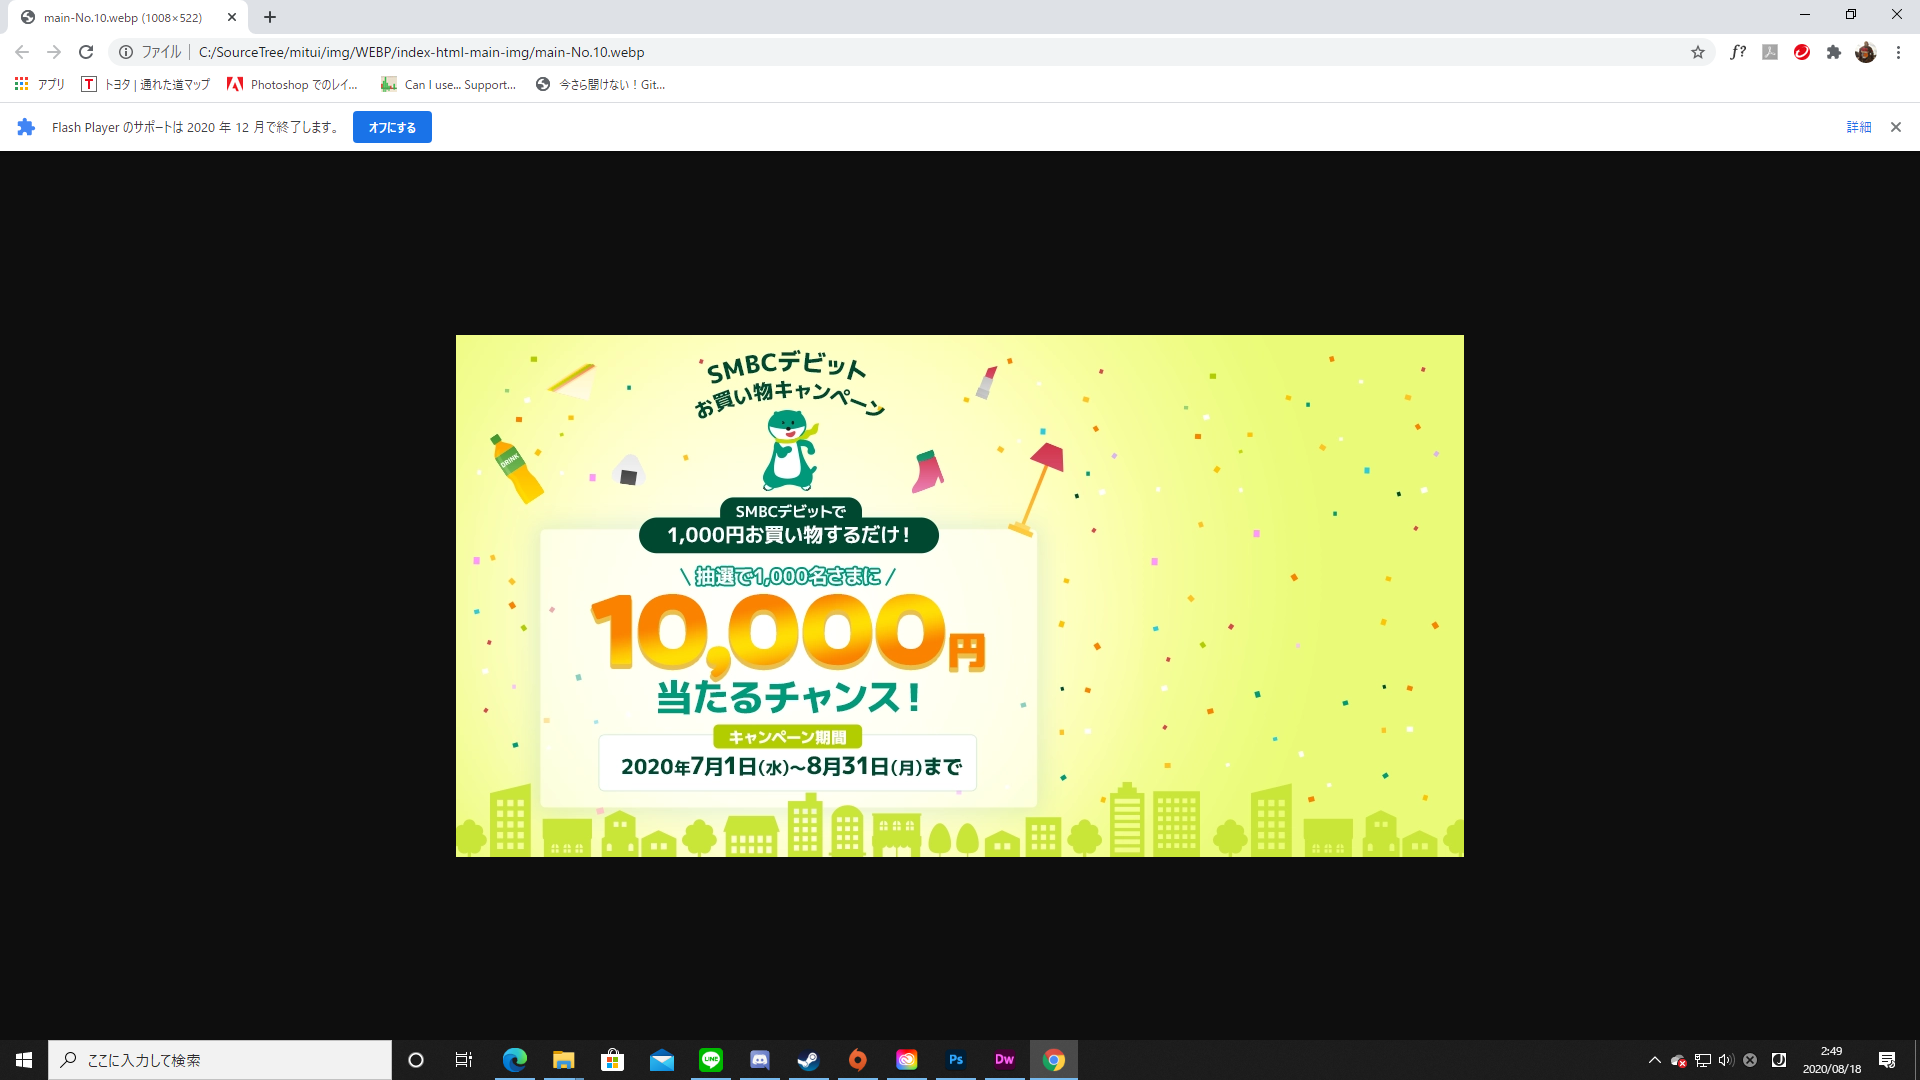 main-No.10.webp (1008×522)
ファイル
C:/SourceTree/mitui/img/WEBP/index-html-main-img/main-No.10.webp
f?
アプリ
T
トヨタ | 通れた道マップ
Photoshop でのレイ...
Can I use... Support...
今さら聞けない！Git...
Flash Player のサポートは 2020 年 12 月で終了します。
オフにする
詳細
SMBCデビット
お買い物キャンペーン
DRINK
SMBCデビットで
1,000円お買い物するだけ！
\ 抽選で1,000名さまに /
10,000円
当たるチャンス！
キャンペーン期間
2020年7月1日(水)～8月31日(月)まで
ここに入力して検索
LINE
Ps
Dw
2:49
2020/08/18